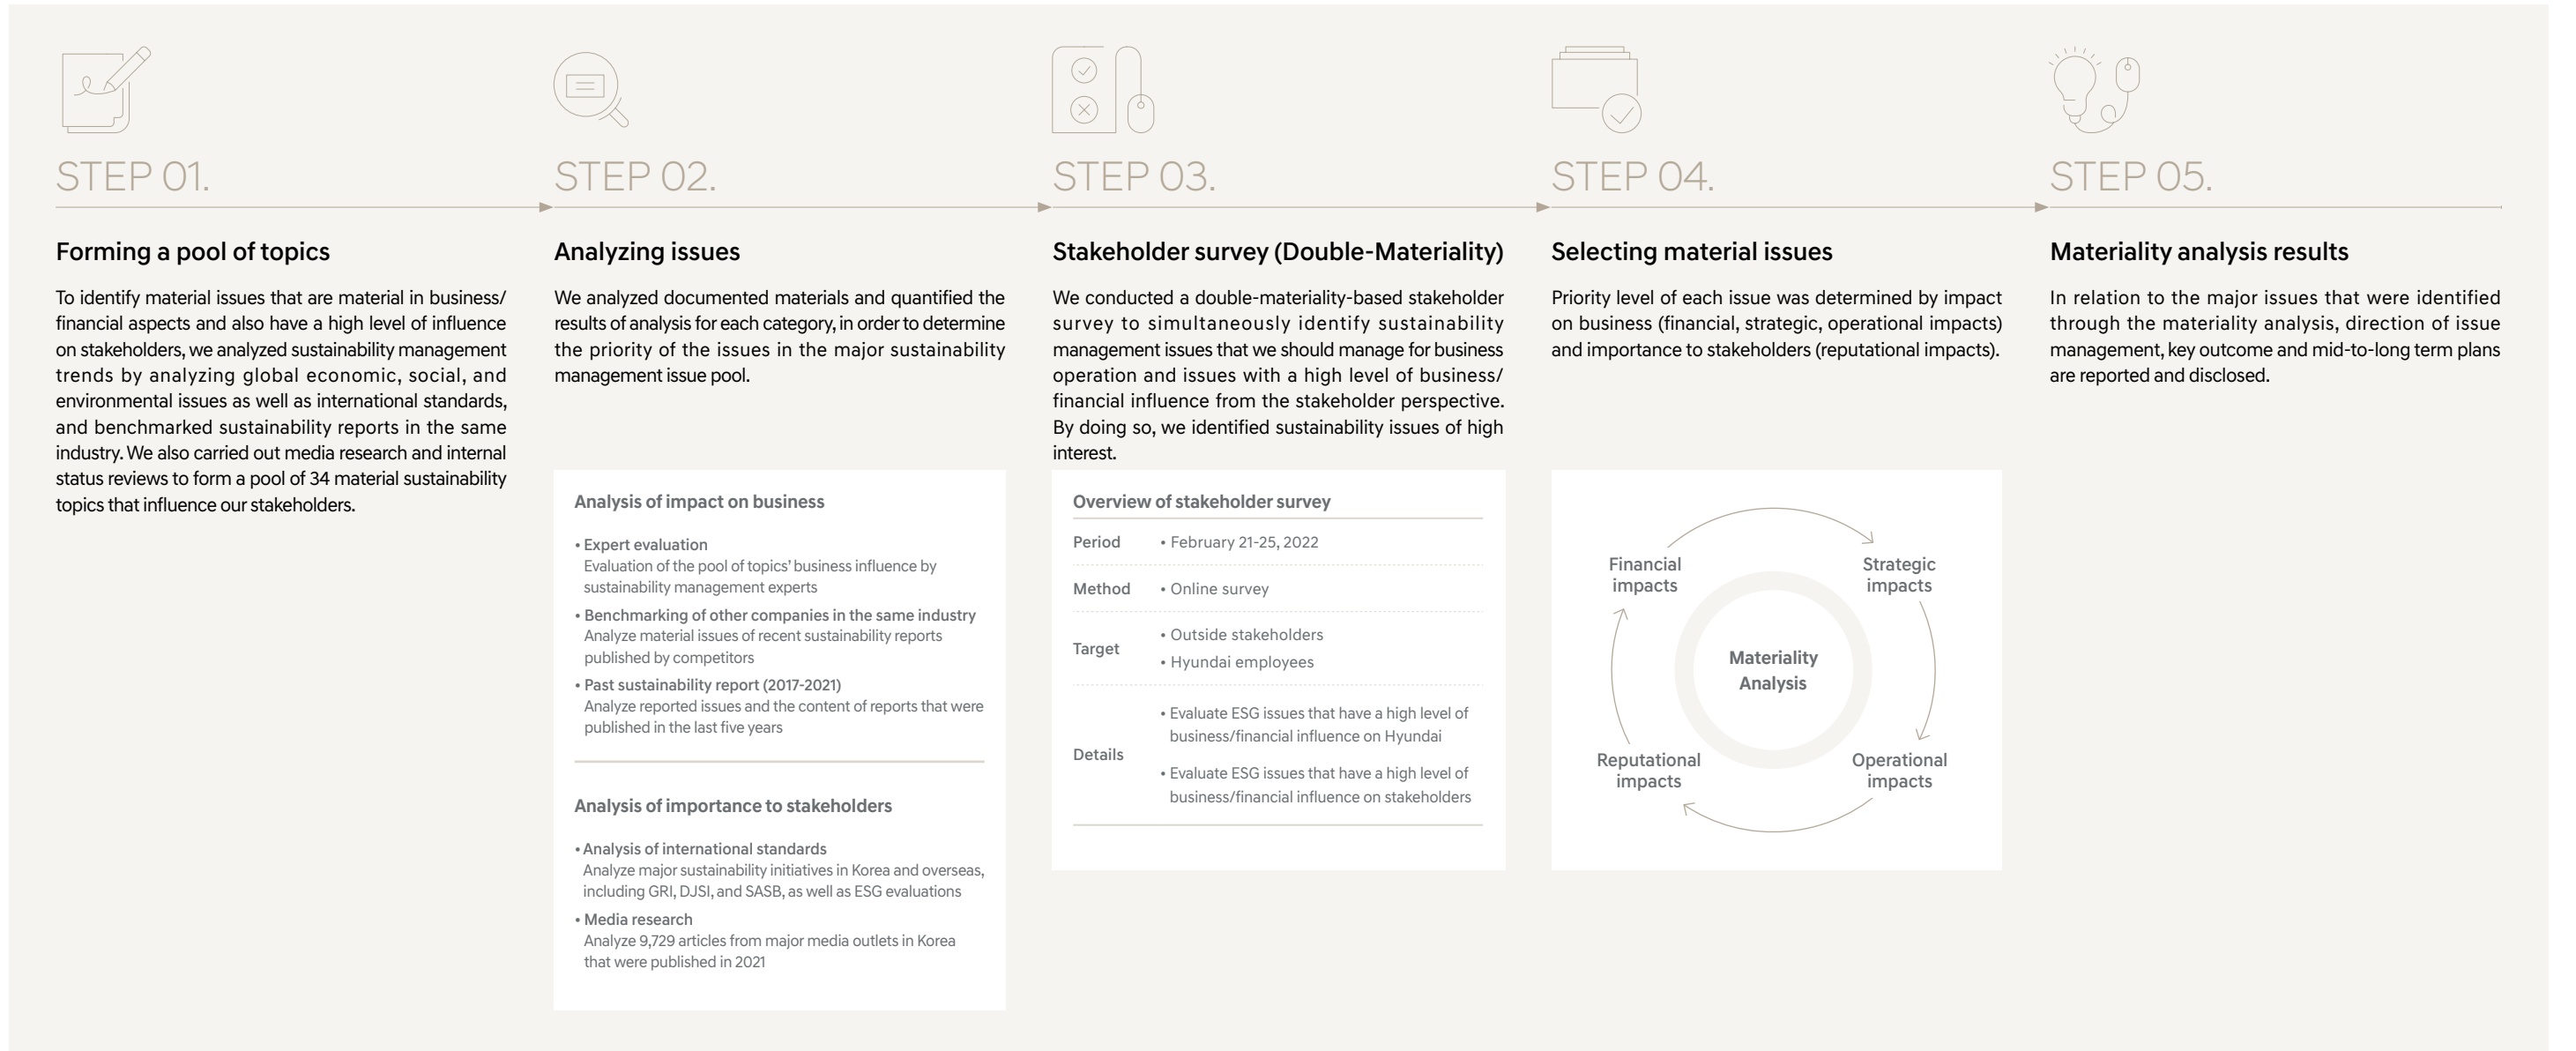 STEP 01.
Forming a pool of topics
To identify material issues that are material in business/
financial aspects and also have a high level of influence
on stakeholders, we analyzed sustainability management
trends by analyzing global economic, social, and
environmental issues as well as international standards,
and benchmarked sustainability reports in the same
industry. We also carried out media research and internal
status reviews to form a pool of 34 material sustainability
topics that influence our stakeholders.
STEP 02.
Analyzing issues
We analyzed documented materials and quantified the
results of analysis for each category, in order to determine
the priority of the issues in the major sustainability
management issue pool.
Analysis of impact on business
• Expert evaluation
Evaluation of the pool of topics' business influence by
sustainability management experts
• Benchmarking of other companies in the same industry
Analyze material issues of recent sustainability reports
published by competitors
• Past sustainability report (2017-2021)
Analyze reported issues and the content of reports that were
published in the last five years
Analysis of importance to stakeholders
• Analysis of international standards
Analyze major sustainability initiatives in Korea and overseas,
including GRI, DJSI, and SASB, as well as ESG evaluations
• Media research
Analyze 9,729 articles from major media outlets in Korea
that were published in 2021
STEP 03.
Stakeholder survey (Double-Materiality)
We conducted a double-materiality-based stakeholder
survey to simultaneously identify sustainability
management issues that we should manage for business
operation and issues with a high level of business/
financial influence from the stakeholder perspective.
By doing so, we identified sustainability issues of high
interest.
Overview of stakeholder survey
Period • February 21-25, 2022
Method • Online survey
Target
• Outside stakeholders
• Hyundai employees
Details
• Evaluate ESG issues that have a high level of
business/financial influence on Hyundai
• Evaluate ESG issues that have a high level of
business/financial influence on stakeholders
STEP 04.
Selecting material issues
Priority level of each issue was determined by impact
on business (financial, strategic, operational impacts)
and importance to stakeholders (reputational impacts).
Financial
impacts
Strategic
impacts
Materiality
Analysis
Reputational
impacts
Operational
impacts
STEP 05.
Materiality analysis results
In relation to the major issues that were identified
through the materiality analysis, direction of issue
management, key outcome and mid-to-long term plans
are reported and disclosed.